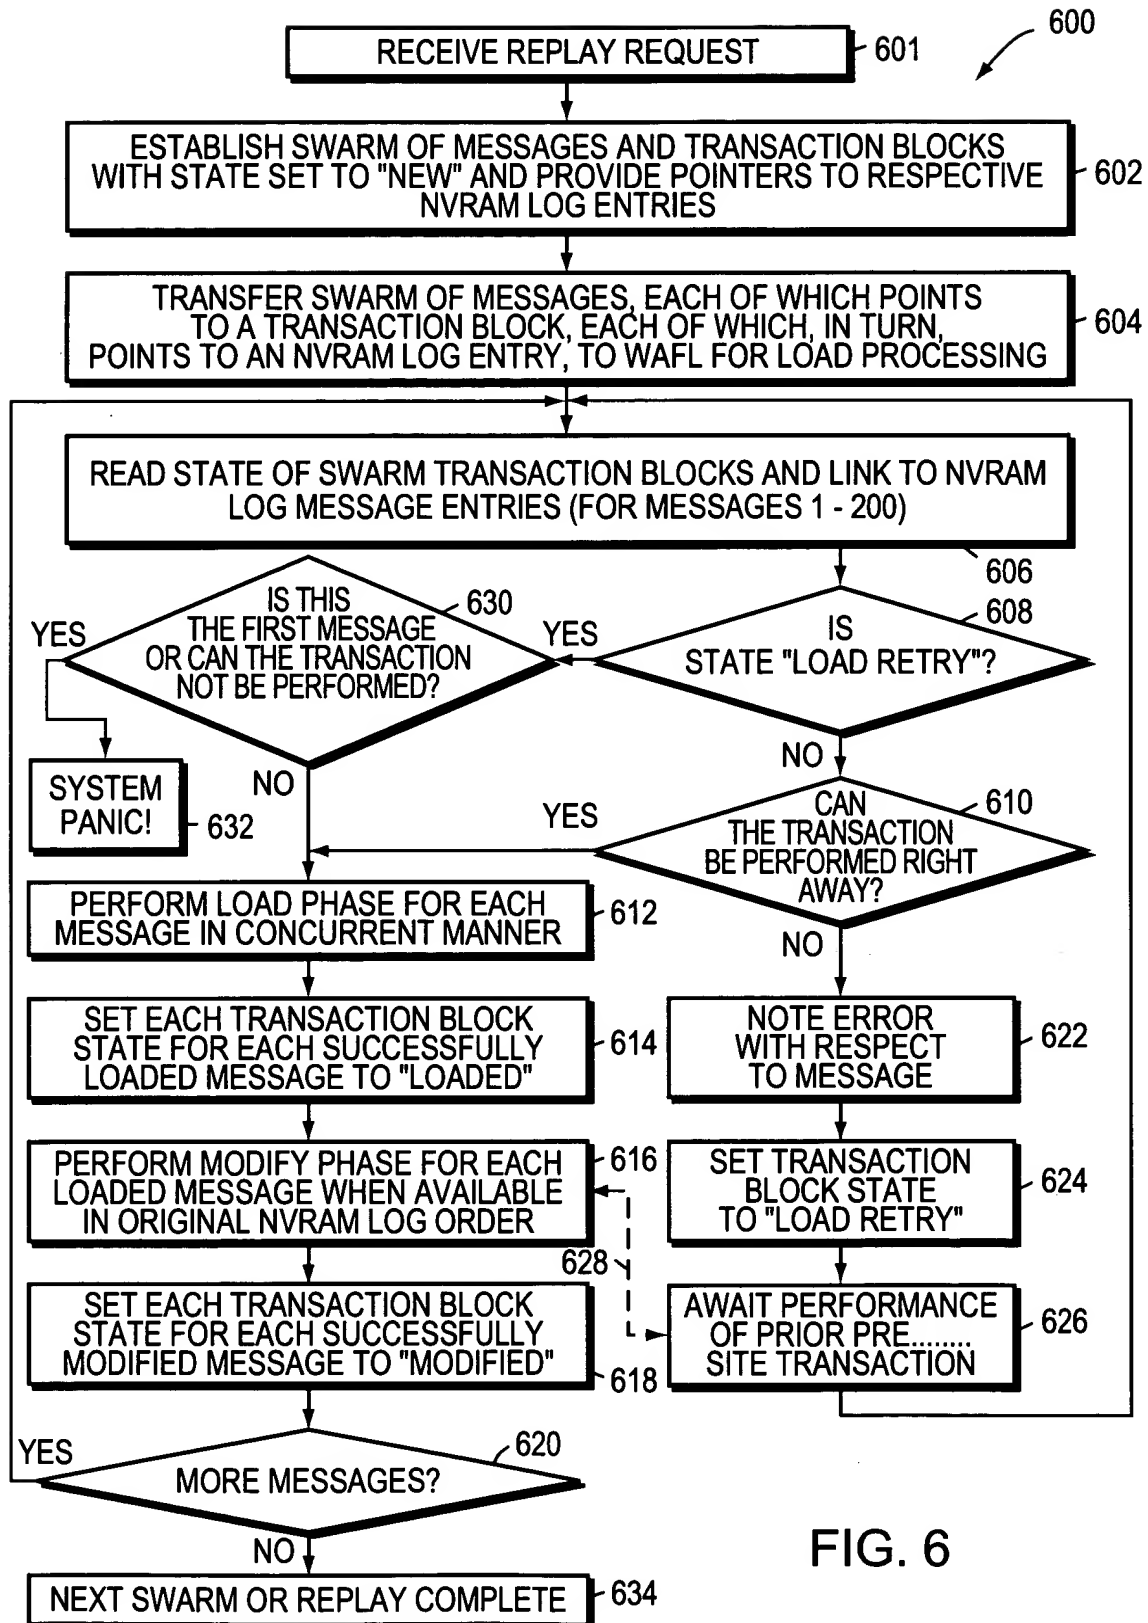 600
RECEIVE REPLAY REQUEST
601
ESTABLISH SWARM OF MESSAGES AND TRANSACTION BLOCKS
WITH STATE SET TO "NEW" AND PROVIDE POINTERS TO RESPECTIVE
NVRAM LOG ENTRIES
602
TRANSFER SWARM OF MESSAGES, EACH OF WHICH POINTS
TO A TRANSACTION BLOCK, EACH OF WHICH, IN TURN,
POINTS TO AN NVRAM LOG ENTRY, TO WAFL FOR LOAD PROCESSING
604
READ STATE OF SWARM TRANSACTION BLOCKS AND LINK TO NVRAM
LOG MESSAGE ENTRIES (FOR MESSAGES 1 - 200)
606
IS
STATE "LOAD RETRY"?
608
YES
NO
IS THIS
THE FIRST MESSAGE
OR CAN THE TRANSACTION
NOT BE PERFORMED?
630
YES
NO
SYSTEM
PANIC!
632
CAN
THE TRANSACTION
BE PERFORMED RIGHT
AWAY?
610
YES
NO
PERFORM LOAD PHASE FOR EACH
MESSAGE IN CONCURRENT MANNER
612
SET EACH TRANSACTION BLOCK
STATE FOR EACH SUCCESSFULLY
LOADED MESSAGE TO "LOADED"
614
NOTE ERROR
WITH RESPECT
TO MESSAGE
622
PERFORM MODIFY PHASE FOR EACH
LOADED MESSAGE WHEN AVAILABLE
IN ORIGINAL NVRAM LOG ORDER
616
SET TRANSACTION
BLOCK STATE
TO "LOAD RETRY"
624
628
SET EACH TRANSACTION BLOCK
STATE FOR EACH SUCCESSFULLY
MODIFIED MESSAGE TO "MODIFIED"
618
AWAIT PERFORMANCE
OF PRIOR PRE........
SITE TRANSACTION
626
MORE MESSAGES?
620
YES
NO
NEXT SWARM OR REPLAY COMPLETE
634
FIG. 6